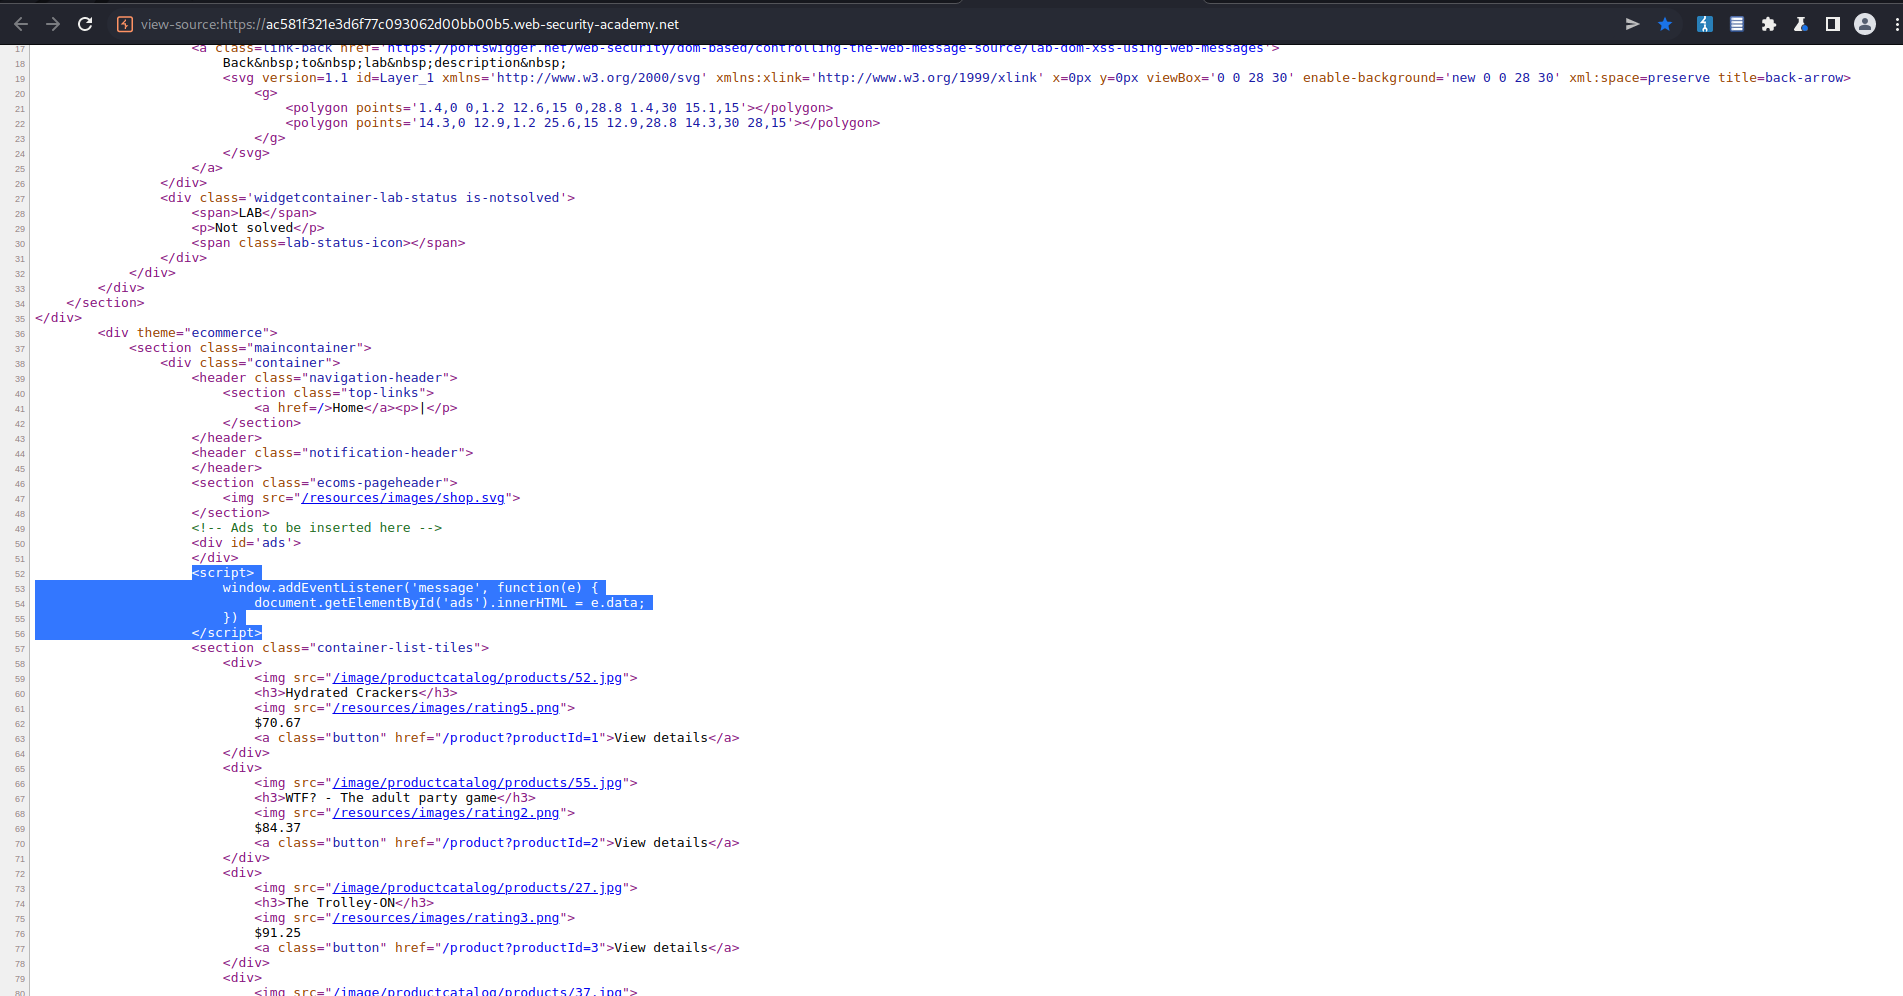 view-source:https://ac581f321e3d6f77c093062d00bb00b5.web-security-academy.net
17 <a class=link-back href='https://portswigger.net/web-security/dom-based/controlling-the-web-message-source/lab-dom-xss-using-web-messages'>
18 Back&nbsp;to&nbsp;lab&nbsp;description&nbsp;
19 <svg version=1.1 id=Layer_1 xmlns='http://www.w3.org/2000/svg' xmlns:xlink='http://www.w3.org/1999/xlink' x=0px y=0px viewBox='0 0 28 30' enable-background='new 0 0 28 30' xml:space=preserve title=back-arrow>
20 <g>
21 <polygon points='1.4,0 0,1.2 12.6,15 0,28.8 1.4,30 15.1,15'></polygon>
22 <polygon points='14.3,0 12.9,1.2 25.6,15 12.9,28.8 14.3,30 28,15'></polygon>
23 </g>
24 </svg>
25 </a>
26 </div>
27 <div class='widgetcontainer-lab-status is-notsolved'>
28 <span>LAB</span>
29 <p>Not solved</p>
30 <span class=lab-status-icon></span>
31 </div>
32 </div>
33 </div>
34 </section>
35 </div>
36 <div theme="ecommerce">
37 <section class="maincontainer">
38 <div class="container">
39 <header class="navigation-header">
40 <section class="top-links">
41 <a href=/>Home</a><p>|</p>
42 </section>
43 </header>
44 <header class="notification-header">
45 </header>
46 <section class="ecoms-pageheader">
47 <img src="/resources/images/shop.svg">
48 </section>
49 <!-- Ads to be inserted here -->
50 <div id='ads'>
51 </div>
52 <script>
53 window.addEventListener('message', function(e) {
54 document.getElementById('ads').innerHTML = e.data;
55 })
56 </script>
57 <section class="container-list-tiles">
58 <div>
59 <img src="/image/productcatalog/products/52.jpg">
60 <h3>Hydrated Crackers</h3>
61 <img src="/resources/images/rating5.png">
62 $70.67
63 <a class="button" href="/product?productId=1">View details</a>
64 </div>
65 <div>
66 <img src="/image/productcatalog/products/55.jpg">
67 <h3>WTF? - The adult party game</h3>
68 <img src="/resources/images/rating2.png">
69 $84.37
70 <a class="button" href="/product?productId=2">View details</a>
71 </div>
72 <div>
73 <img src="/image/productcatalog/products/27.jpg">
74 <h3>The Trolley-ON</h3>
75 <img src="/resources/images/rating3.png">
76 $91.25
77 <a class="button" href="/product?productId=3">View details</a>
78 </div>
79 <div>
80 <img src="/image/productcatalog/products/37.jpg">